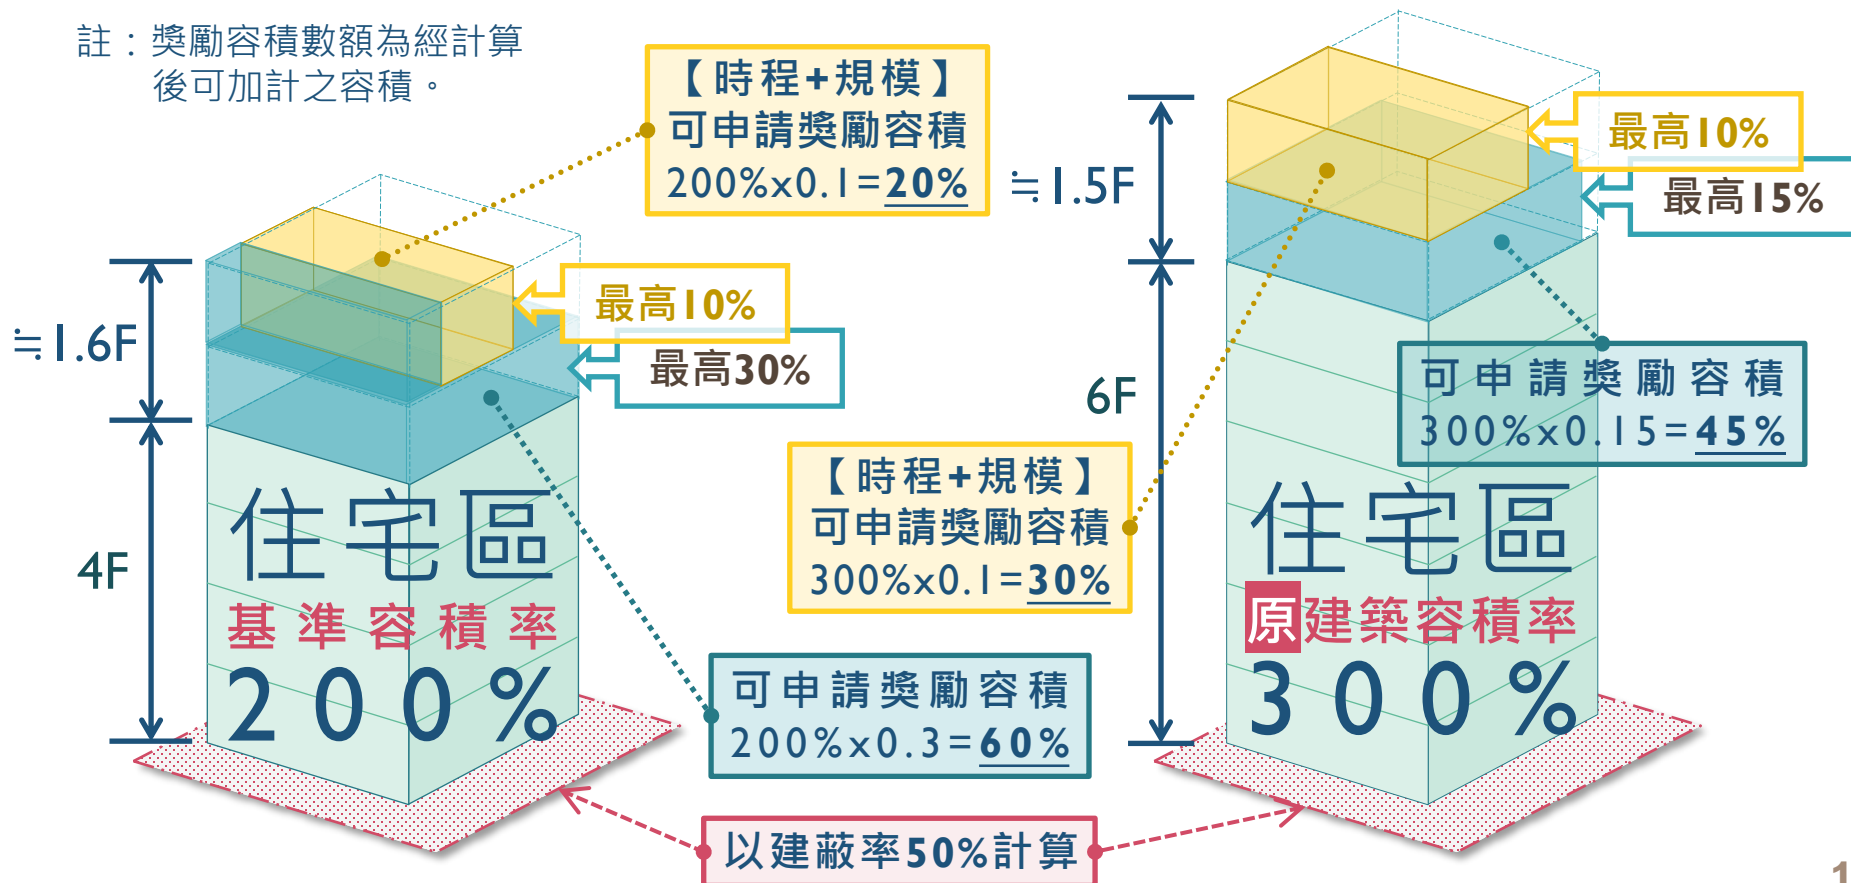 註：獎勵容積數額為經計算
後可加計之容積。
【時程+規模】
可申請獎勵容積
200%x0.1=20%
最高10%
最高30%
≒1.6F
4F
住宅區
基準容積率
200%
可申請獎勵容積
200%x0.3=60%
≒1.5F
6F
最高10%
最高15%
可申請獎勵容積
300%x0.15=45%
【時程+規模】
可申請獎勵容積
300%x0.1=30%
住宅區
原建築容積率
300%
以建蔽率50%計算
1